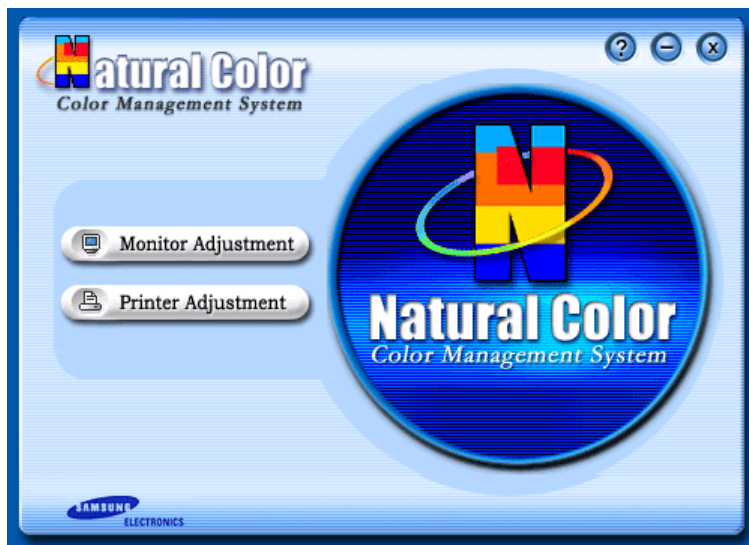 Natural Color
Color Management System
? – x
Monitor Adjustment
Printer Adjustment
N
Natural Color
Color Management System
SAMSUNG
ELECTRONICS